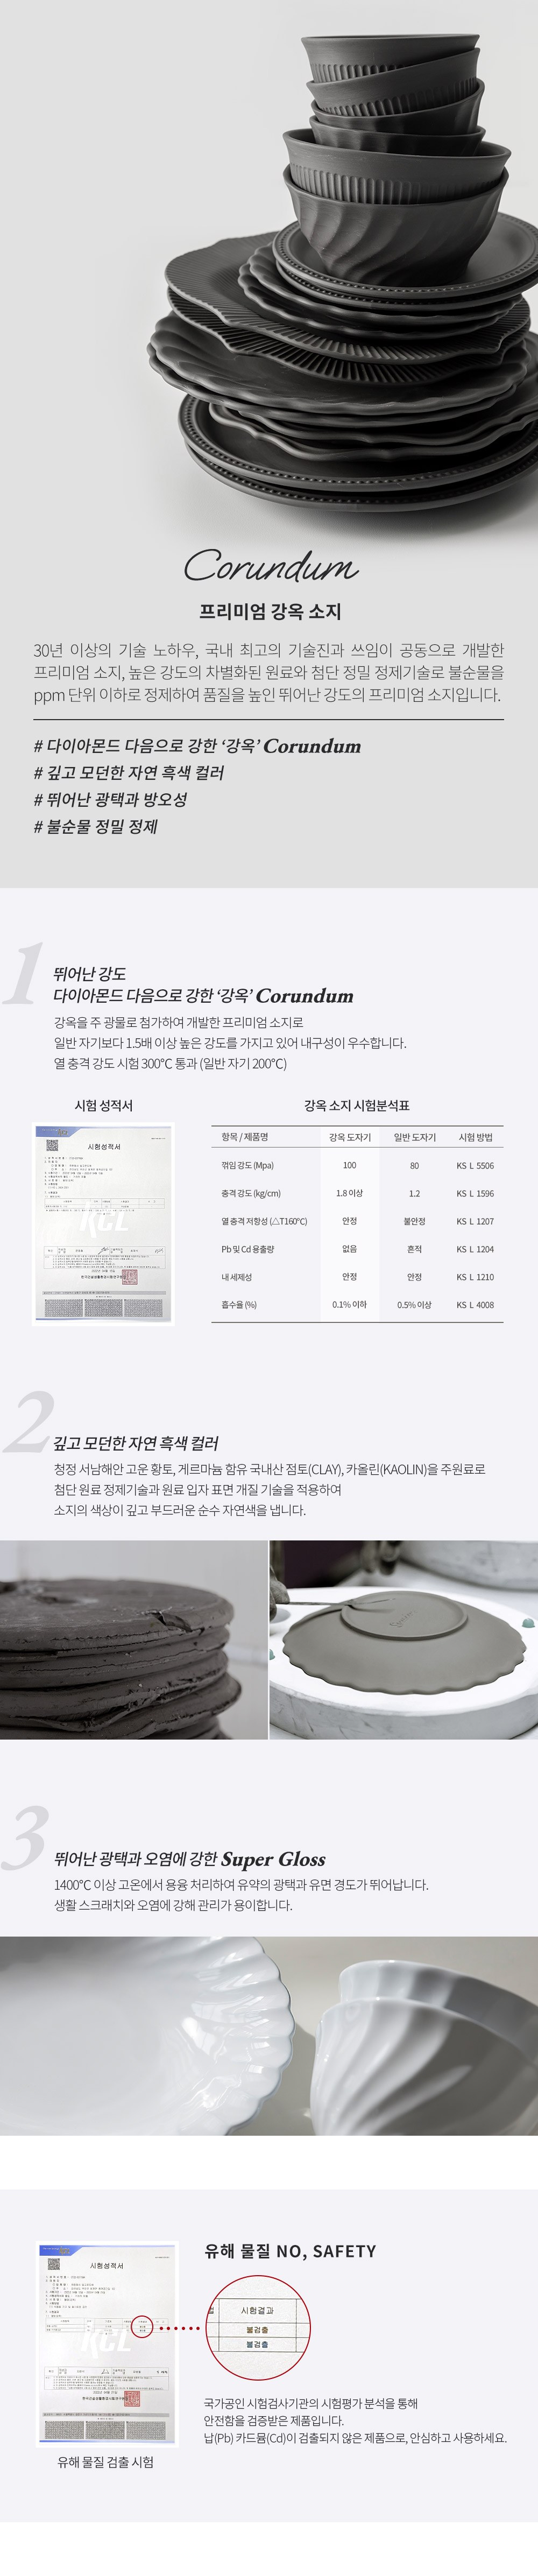 Corundum
프리미엄 강옥 소지
30년 이상의 기술 노하우, 국내 최고의 기술진과 쓰임이 공동으로 개발한
프리미엄 소지, 높은 강도의 차별화된 원료와 첨단 정밀 정제기술로 불순물을
ppm 단위 이하로 정제하여 품질을 높인 뛰어난 강도의 프리미엄 소지입니다.
# 다이아몬드 다음으로 강한 ‘강옥’ Corundum
# 깊고 모던한 자연 흑색 컬러
# 뛰어난 광택과 방오성
# 불순물 정밀 정제
1
뛰어난 강도
다이아몬드 다음으로 강한 ‘강옥’ Corundum
강옥을 주 광물로 첨가하여 개발한 프리미엄 소지로
일반 자기보다 1.5배 이상 높은 강도를 가지고 있어 내구성이 우수합니다.
열 충격 강도 시험 300℃ 통과 (일반 자기 200℃)
시험 성적서
시험성적서
KCL
강옥 소지 시험분석표
항목 / 제품명 강옥 도자기 일반 도자기 시험 방법
꺾임 강도 (Mpa) 100 80 KS L 5506
충격 강도 (kg/cm) 1.8 이상 1.2 KS L 1596
열 충격 저항성 (△T160℃) 안정 불안정 KS L 1207
Pb 및 Cd 용출량 없음 흔적 KS L 1204
내 세제성 안정 안정 KS L 1210
흡수율 (%) 0.1% 이하 0.5% 이상 KS L 4008
2
깊고 모던한 자연 흑색 컬러
청정 서남해안 고운 황토, 게르마늄 함유 국내산 점토(CLAY), 카올린(KAOLIN)을 주원료로
첨단 원료 정제기술과 원료 입자 표면 개질 기술을 적용하여
소지의 색상이 깊고 부드러운 순수 자연색을 냅니다.
3
뛰어난 광택과 오염에 강한 Super Gloss
1400℃ 이상 고온에서 용융 처리하여 유약의 광택과 유면 경도가 뛰어납니다.
생활 스크래치와 오염에 강해 관리가 용이합니다.
시험성적서
KCL
유해 물질 검출 시험
유해 물질 NO, SAFETY
시험결과
불검출
불검출
국가공인 시험검사기관의 시험평가 분석을 통해
안전함을 검증받은 제품입니다.
납(Pb) 카드뮴(Cd)이 검출되지 않은 제품으로, 안심하고 사용하세요.